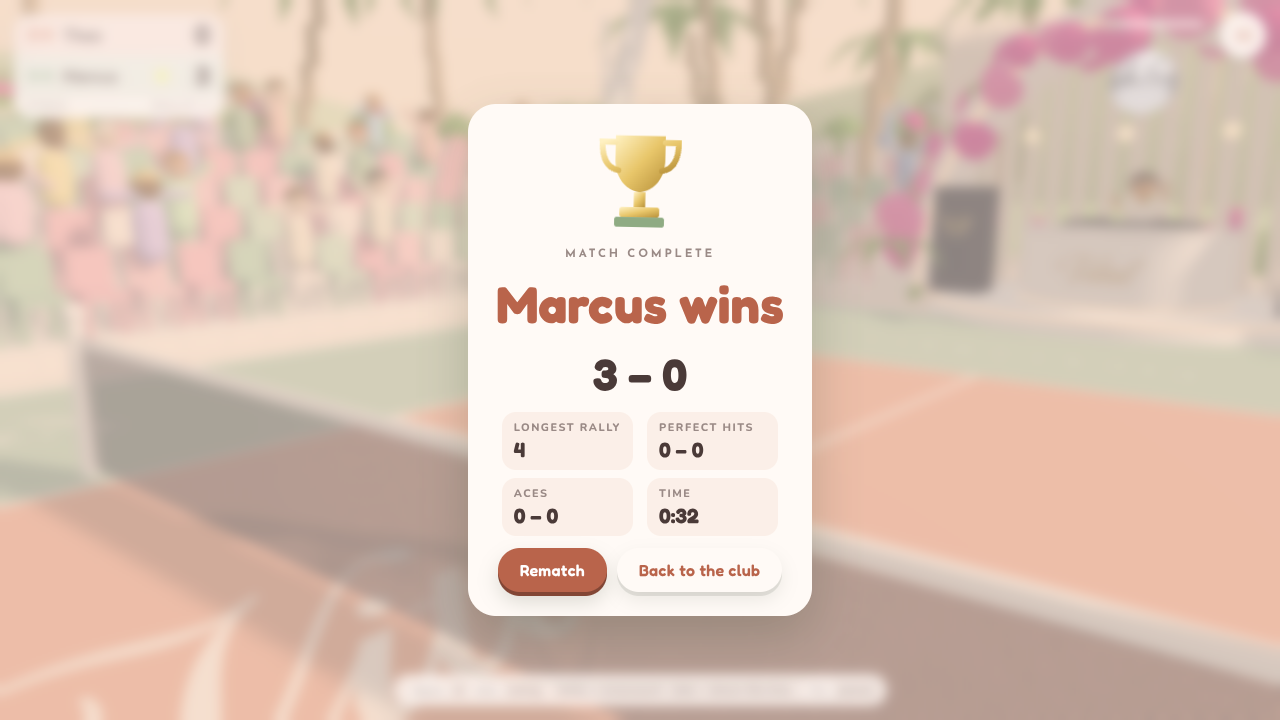 MATCH COMPLETE
Marcus wins
3 – 0
LONGEST RALLY
4
PERFECT HITS
0 – 0
ACES
0 – 0
TIME
0:32
Rematch
Back to the club